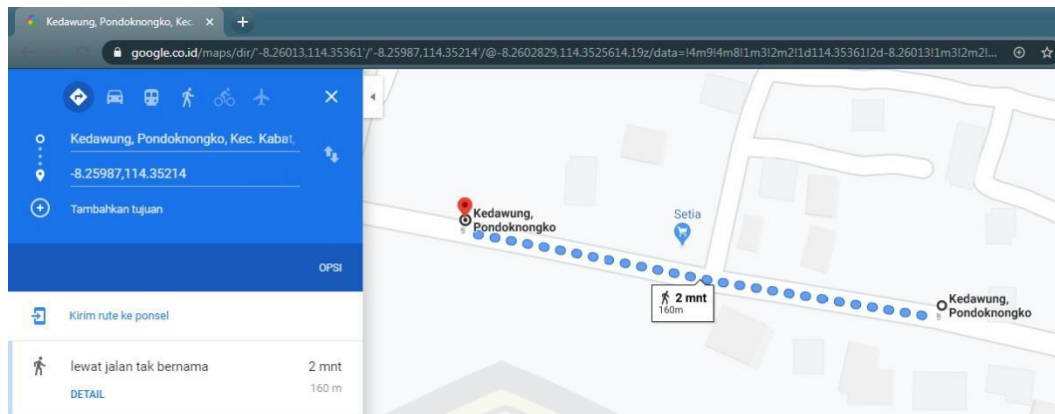 Kedawung, Pondoknongko, Kec.
google.co.id/maps/dir/'-8.26013,114.35361'/'-8.25987,114.35214'/@-8.2602829,114.3525614,19z/data=!4m9!4m8!1m3!2m2!1d114.35361!2d-8.26013!1m3!2m2!...
Kedawung, Pondoknongko, Kec. Kabat,
-8.25987,114.35214
Tambahkan tujuan
OPSI
Kirim rute ke ponsel
lewat jalan tak bernama
2 mnt
DETAIL
160 m
Kedawung,
Pondoknongko
Setia
2 mnt
160m
Kedawung,
Pondoknongko